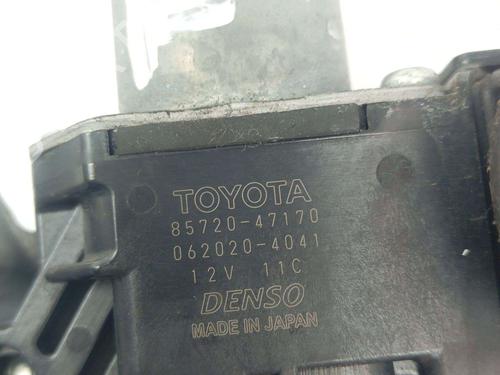 TOYOTA
85720-47170
062020-4041
12V 11C
DENSO
MADE IN JAPAN